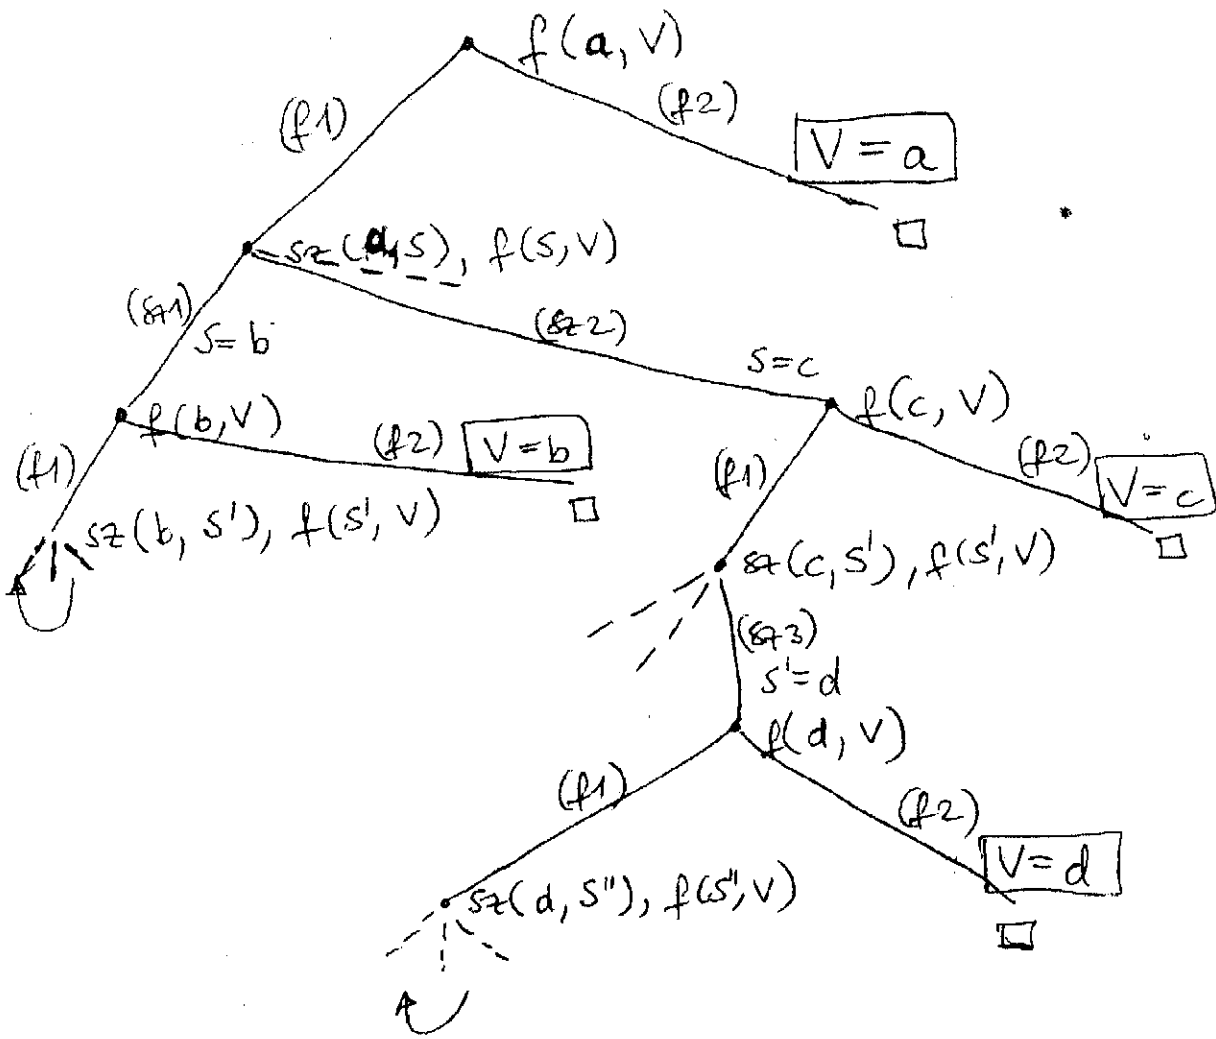 f(a, V)
(f2)
(f1)
V = a
sz(a, S), f(S, V)
(sz1)
S = b
(sz2)
S = c
f(b, V)
(f2)
V = b
f(c, V)
(f2)
V = c
(f1)
sz(b, S'), f(S', V)
(f1)
sz(c, S'), f(S', V)
(sz3)
S' = d
f(d, V)
(f1)
(f2)
V = d
sz(d, S''), f(S'', V)